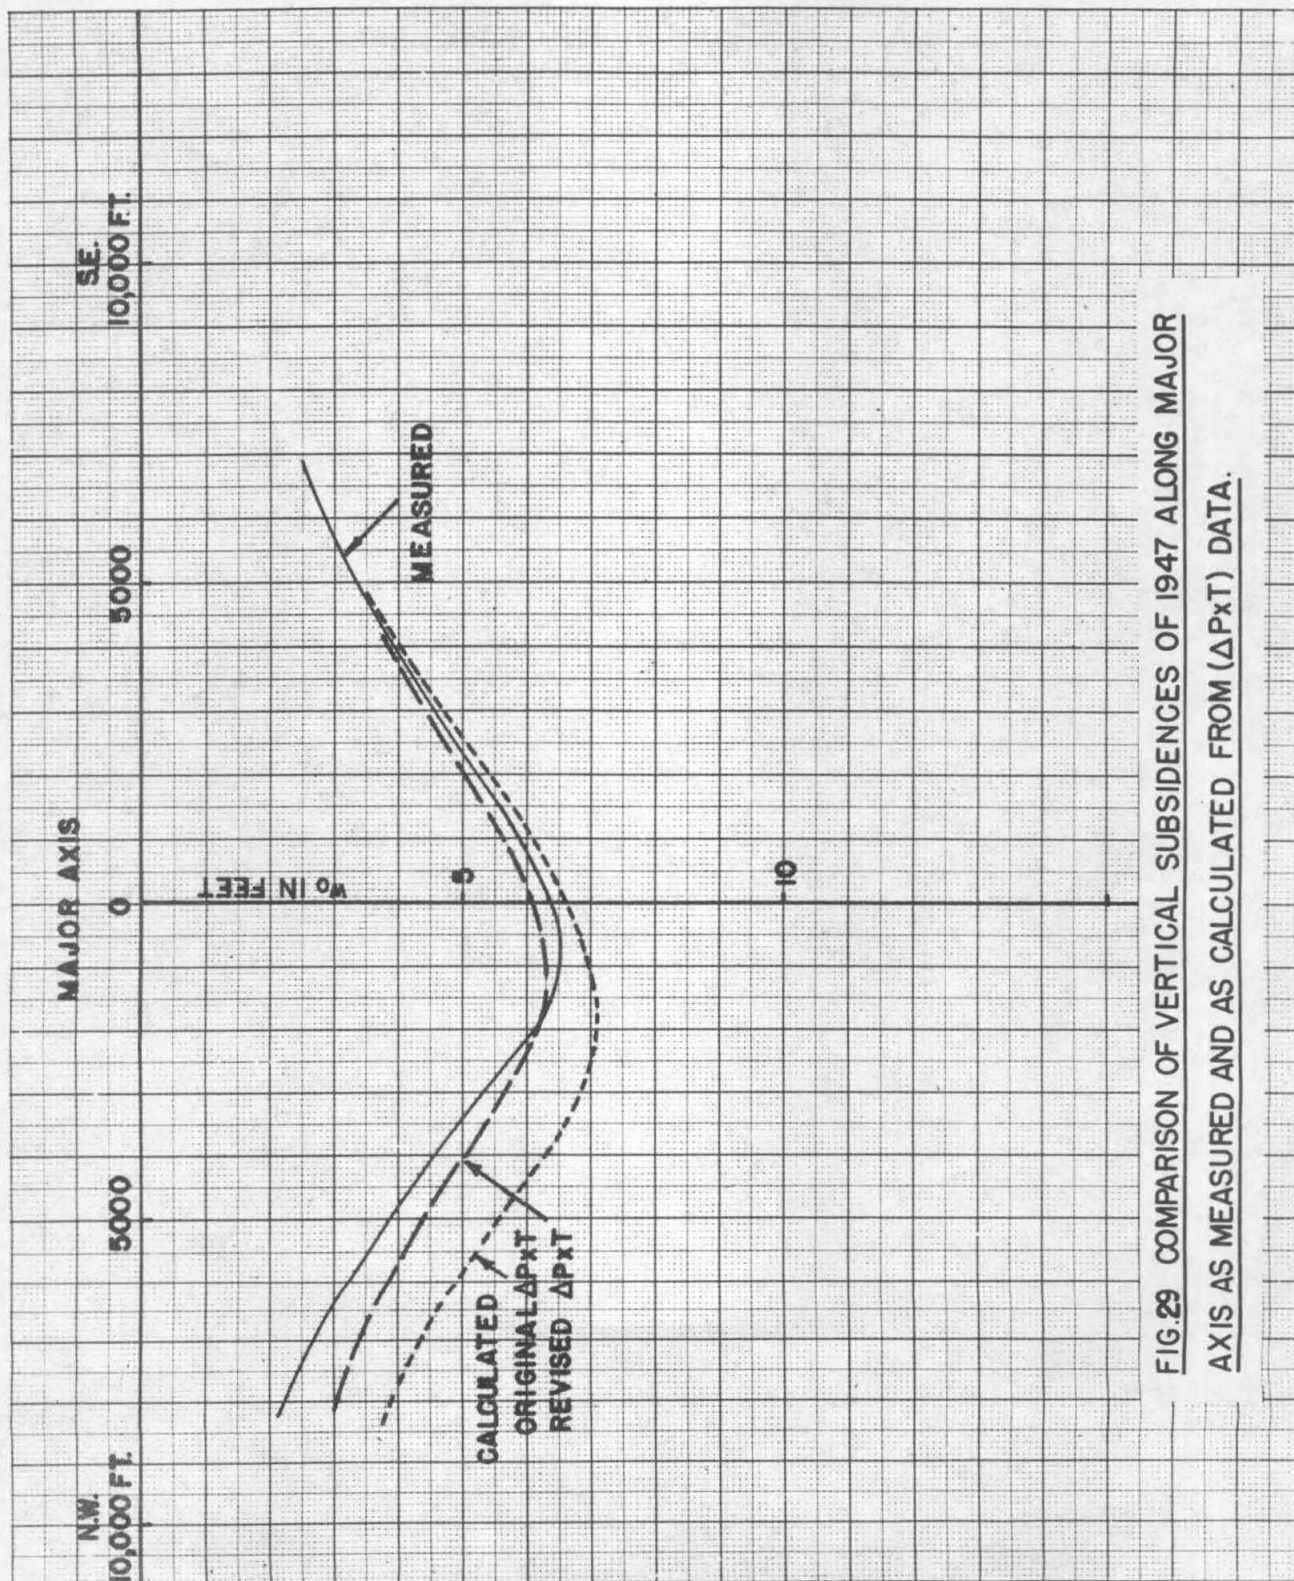 MAJOR AXIS
N.W.
S.E.
10,000 FT.
5000
0
5000
10,000 FT.
wo IN FEET
5
10
MEASURED
CALCULATED
ORIGINAL ΔPxT
REVISED ΔPxT
FIG.29 COMPARISON OF VERTICAL SUBSIDENCES OF 1947 ALONG MAJOR
AXIS AS MEASURED AND AS CALCULATED FROM (ΔPxT) DATA.